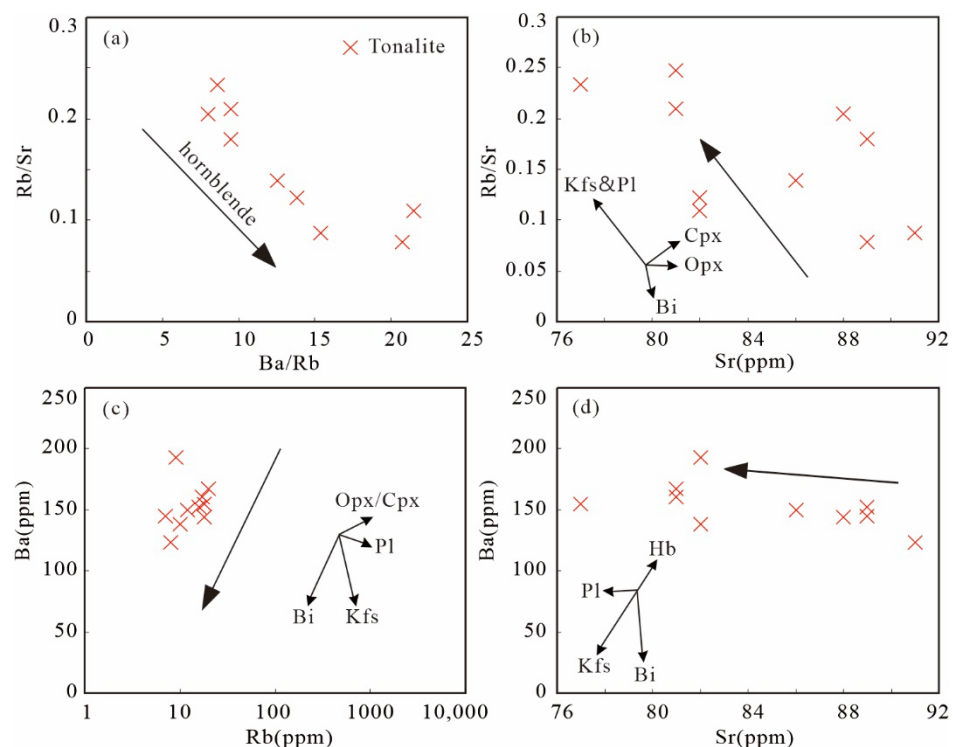 (a)
× Tonalite
0.3
0.2
0.1
0
Rb/Sr
hornblende
0 5 10 15 20 25
Ba/Rb
(b)
0.3
0.25
0.2
0.15
0.1
0.05
0
Rb/Sr
Kfs&Pl
Cpx
Opx
Bi
76 80 84 88 92
Sr(ppm)
(c)
250
200
150
100
50
0
Ba(ppm)
Opx/Cpx
Pl
Bi Kfs
1 10 100 1000 10,000
Rb(ppm)
(d)
250
200
150
100
50
0
Ba(ppm)
Hb
Pl
Kfs
Bi
76 80 84 88 92
Sr(ppm)